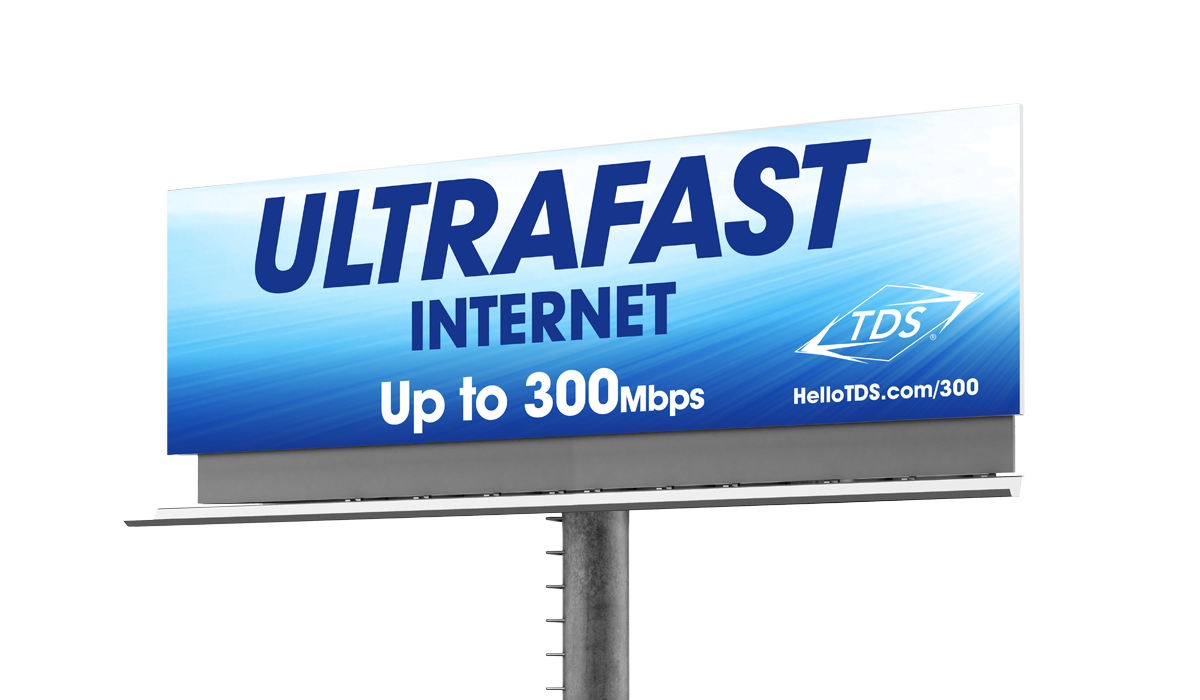 ULTRAFAST
INTERNET
Up to 300Mbps
TDS®
HelloTDS.com/300